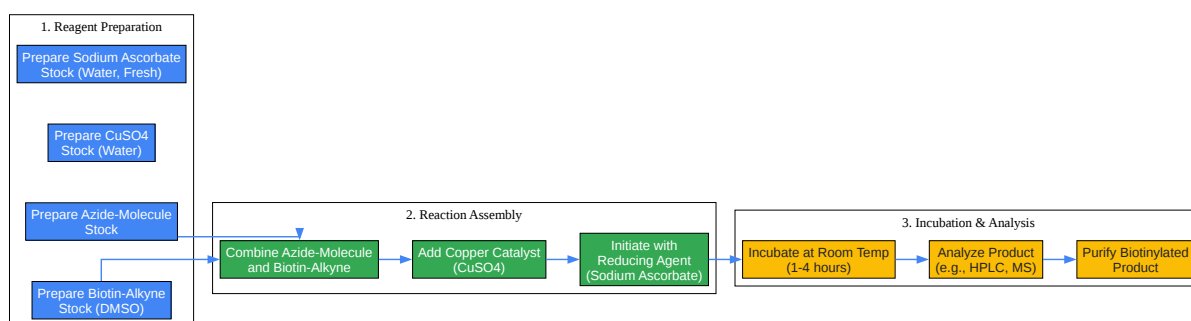 1. Reagent Preparation
Prepare Sodium Ascorbate
Stock (Water, Fresh)
Prepare CuSO4
Stock (Water)
Prepare Azide-Molecule
Stock
Prepare Biotin-Alkyne
Stock (DMSO)
2. Reaction Assembly
Combine Azide-Molecule
and Biotin-Alkyne
Add Copper Catalyst
(CuSO4)
Initiate with
Reducing Agent
(Sodium Ascorbate)
3. Incubation & Analysis
Incubate at Room Temp
(1-4 hours)
Analyze Product
(e.g., HPLC, MS)
Purify Biotinylated
Product